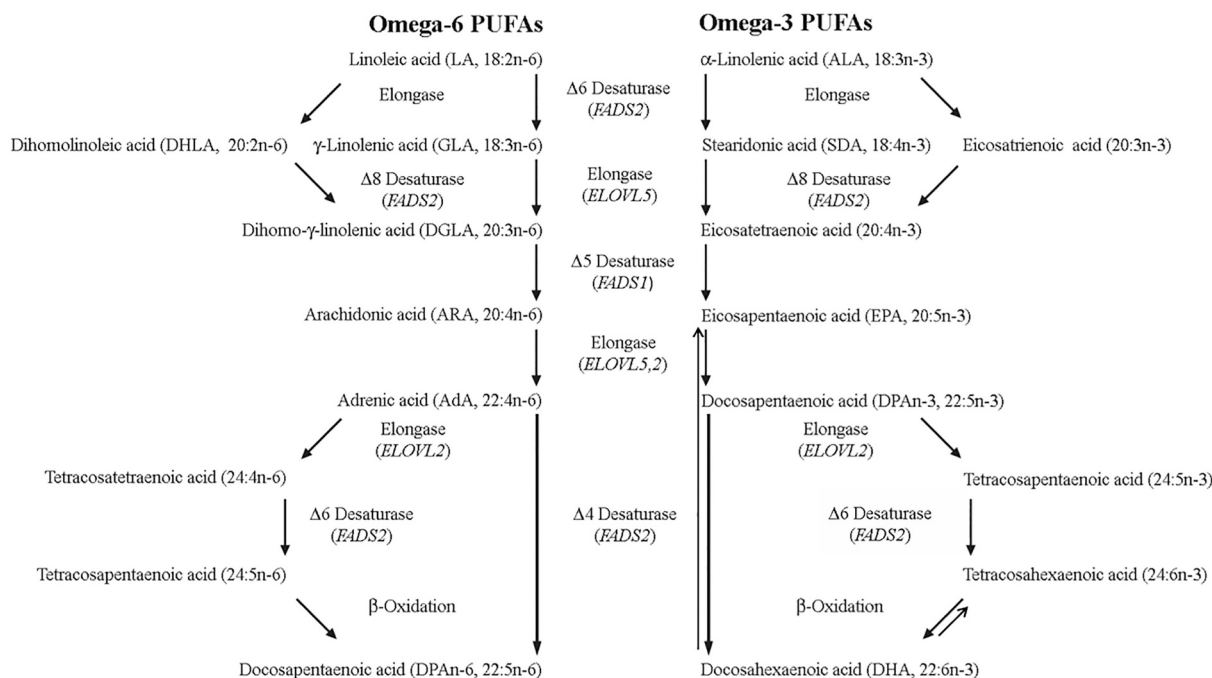 Omega-6 PUFAs
Omega-3 PUFAs
Linoleic acid (LA, 18:2n-6)
α-Linolenic acid (ALA, 18:3n-3)
Elongase
Δ6 Desaturase
(FADS2)
Elongase
Dihomolinoleic acid (DHLA, 20:2n-6)
γ-Linolenic acid (GLA, 18:3n-6)
Stearidonic acid (SDA, 18:4n-3)
Eicosatrienoic acid (20:3n-3)
Δ8 Desaturase
(FADS2)
Elongase
(ELOVL5)
Δ8 Desaturase
(FADS2)
Dihomo-γ-linolenic acid (DGLA, 20:3n-6)
Eicosatetraenoic acid (20:4n-3)
Δ5 Desaturase
(FADS1)
Arachidonic acid (ARA, 20:4n-6)
Eicosapentaenoic acid (EPA, 20:5n-3)
Elongase
(ELOVL5,2)
Adrenic acid (AdA, 22:4n-6)
Docosapentaenoic acid (DPAn-3, 22:5n-3)
Elongase
(ELOVL2)
Elongase
(ELOVL2)
Tetracosatetraenoic acid (24:4n-6)
Tetracosapentaenoic acid (24:5n-3)
Δ6 Desaturase
(FADS2)
Δ4 Desaturase
(FADS2)
Δ6 Desaturase
(FADS2)
Tetracosapentaenoic acid (24:5n-6)
Tetracosahexaenoic acid (24:6n-3)
β-Oxidation
β-Oxidation
Docosapentaenoic acid (DPAn-6, 22:5n-6)
Docosahexaenoic acid (DHA, 22:6n-3)